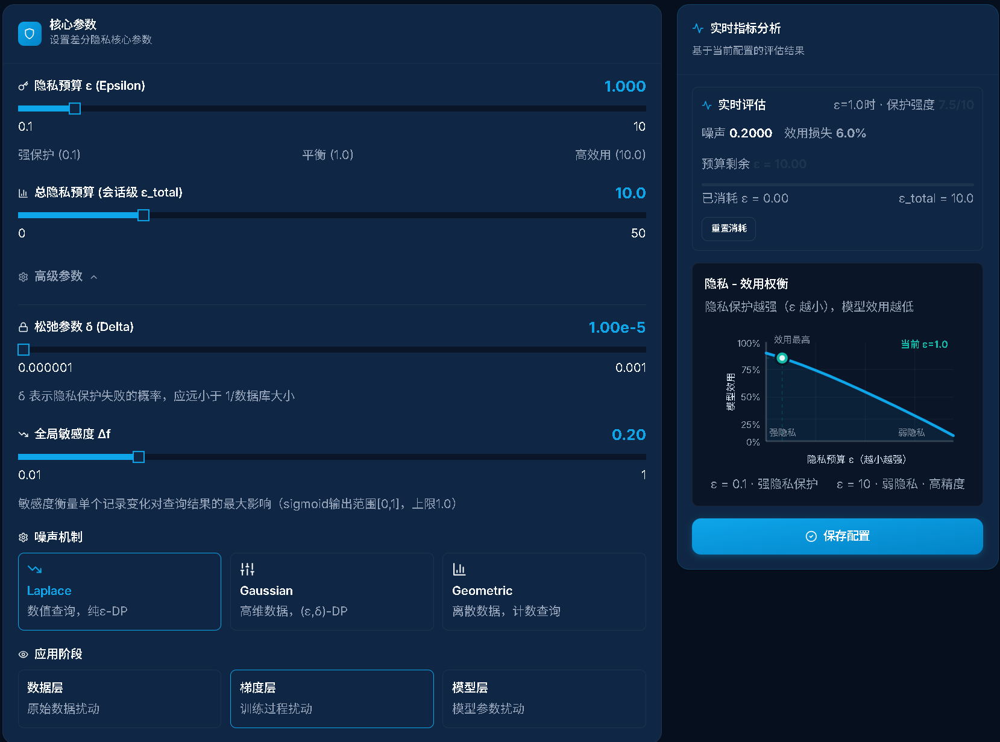 核心参数
设置差分隐私核心参数
隐私预算 ε (Epsilon)
1.000
0.1
10
强保护 (0.1)
平衡 (1.0)
高效用 (10.0)
总隐私预算 (会话级 ε_total)
10.0
0
50
高级参数
松弛参数 δ (Delta)
1.00e-5
0.000001
0.001
δ 表示隐私保护失败的概率，应远小于 1/数据库大小
全局敏感度 Δf
0.20
0.01
1
敏感度衡量单个记录变化对查询结果的最大影响（sigmoid输出范围[0,1]，上限1.0）
噪声机制
Laplace
数值查询，纯ε-DP
Gaussian
高维数据，(ε,δ)-DP
Geometric
离散数据，计数查询
应用阶段
数据层
原始数据扰动
梯度层
训练过程扰动
模型层
模型参数扰动
实时指标分析
基于当前配置的评估结果
实时评估
ε=1.0时 · 保护强度 7.5/10
噪声 0.2000 效用损失 6.0%
预算剩余 ε = 10.00
已消耗 ε = 0.00
ε_total = 10.0
重置消耗
隐私 - 效用权衡
隐私保护越强（ε 越小），模型效用越低
效用最高
当前 ε=1.0
100%
75%
50%
25%
0%
模型效用
强隐私
弱隐私
隐私预算 ε（越小越强）
ε = 0.1 · 强隐私保护
ε = 10 · 弱隐私 · 高精度
保存配置